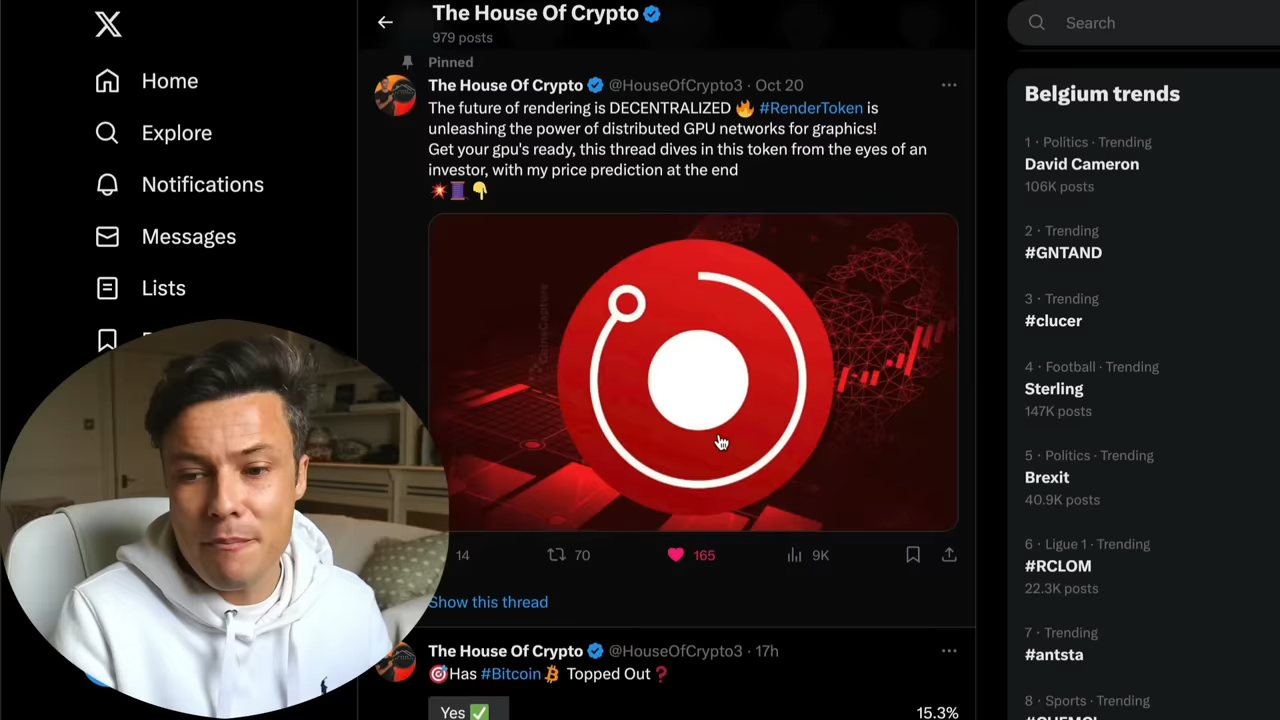 Home
Explore
Notifications
Messages
Lists
The House Of Crypto
979 posts
Pinned
The House Of Crypto @HouseOfCrypto3 · Oct 20
The future of rendering is DECENTRALIZED 🔥 #RenderToken is
unleashing the power of distributed GPU networks for graphics!
Get your gpu's ready, this thread dives in this token from the eyes of an
investor, with my price prediction at the end
💥🧵👇
14 70 165 9K
Show this thread
The House Of Crypto @HouseOfCrypto3 · 17h
🎯Has #Bitcoin Topped Out❓
Yes ✅ 15.3%
Search
Belgium trends
1 · Politics · Trending
David Cameron
106K posts
2 · Trending
#GNTAND
3 · Trending
#clucer
4 · Football · Trending
Sterling
147K posts
5 · Politics · Trending
Brexit
40.9K posts
6 · Ligue 1 · Trending
#RCLOM
22.3K posts
7 · Trending
#antsta
8 · Sports · Trending